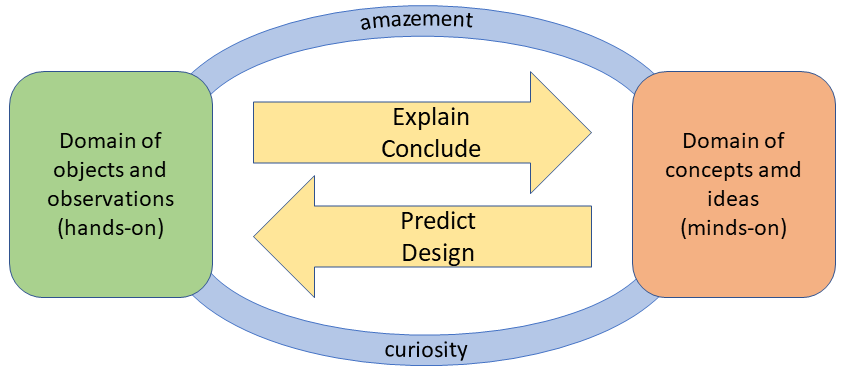 amazement
Domain of
objects and
observations
(hands-on)
Explain
Conclude
Predict
Design
Domain of
concepts amd
ideas
(minds-on)
curiosity